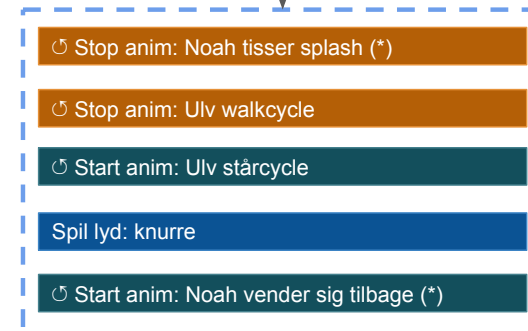 ↺ Stop anim: Noah tisser splash (*)
↺ Stop anim: Ulv walkcycle
↺ Start anim: Ulv stårcycle
Spil lyd: knurre
↺ Start anim: Noah vender sig tilbage (*)